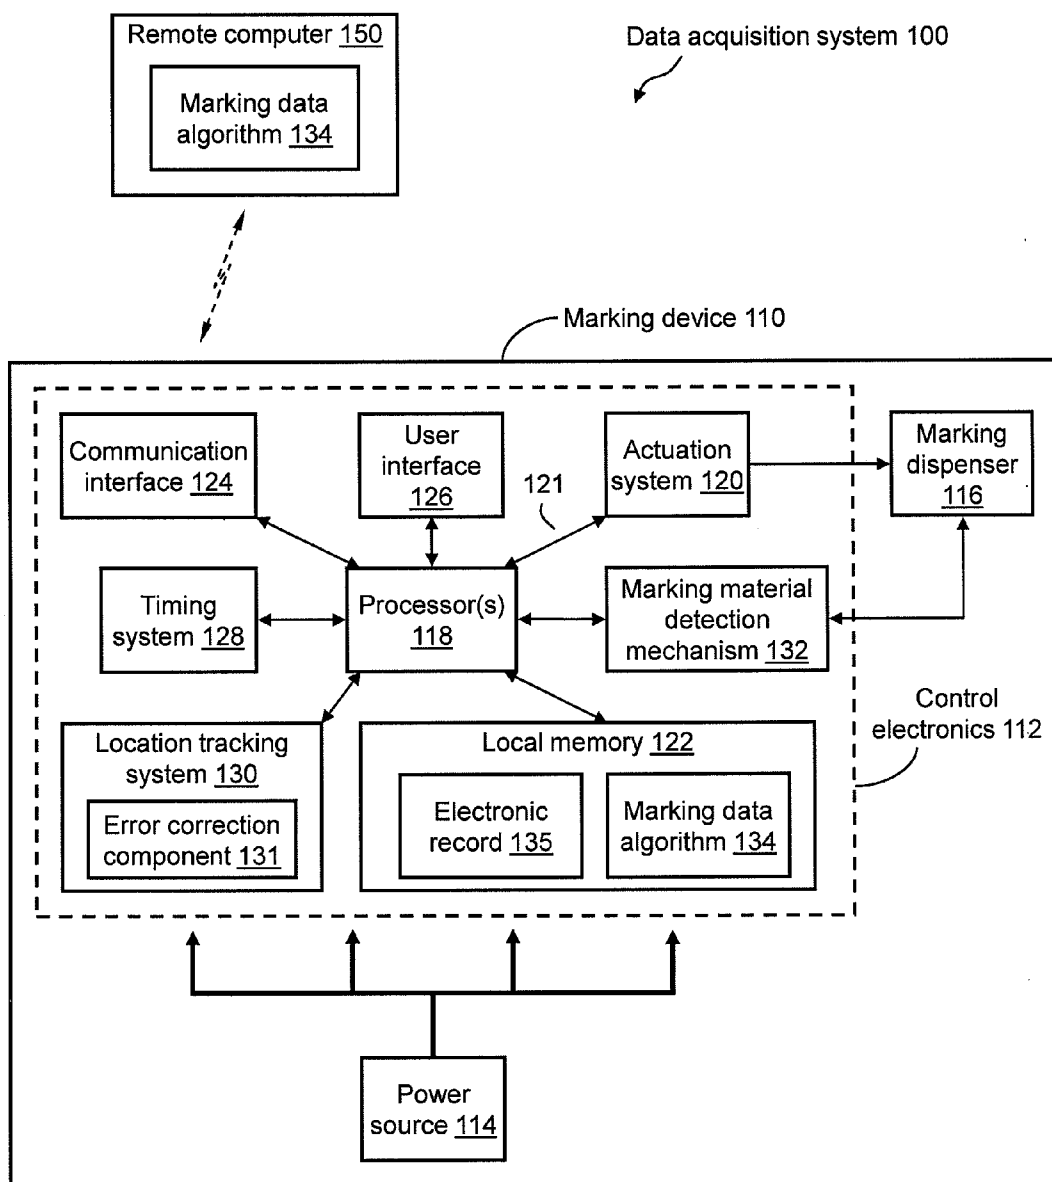 Remote computer 150
Data acquisition system 100
Marking data
algorithm 134
Marking device 110
Communication
interface 124
User
interface
126
Actuation
system 120
Marking
dispenser
116
121
Timing
system 128
Processor(s)
118
Marking material
detection
mechanism 132
Control
electronics 112
Location tracking
system 130
Error correction
component 131
Local memory 122
Electronic
record 135
Marking data
algorithm 134
Power
source 114